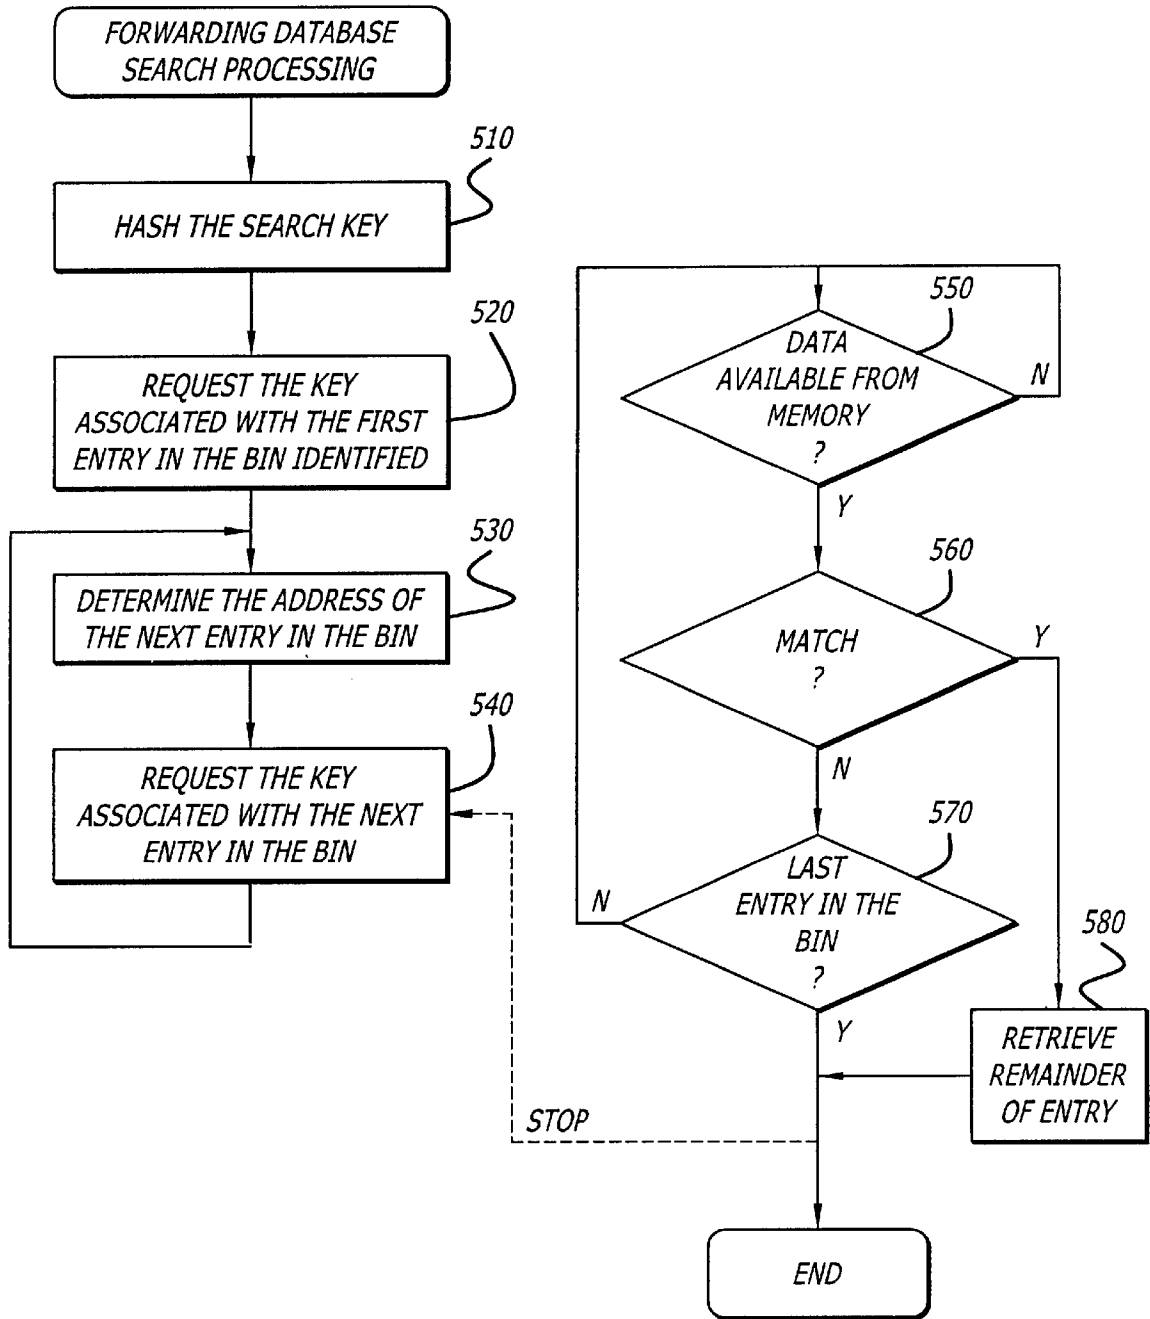 FORWARDING DATABASE
SEARCH PROCESSING
510
HASH THE SEARCH KEY
520
REQUEST THE KEY
ASSOCIATED WITH THE FIRST
ENTRY IN THE BIN IDENTIFIED
530
DETERMINE THE ADDRESS OF
THE NEXT ENTRY IN THE BIN
540
REQUEST THE KEY
ASSOCIATED WITH THE NEXT
ENTRY IN THE BIN
550
DATA
AVAILABLE FROM
MEMORY
?
N
Y
560
MATCH
?
Y
N
570
LAST
ENTRY IN THE
BIN
?
N
Y
580
RETRIEVE
REMAINDER
OF ENTRY
STOP
END